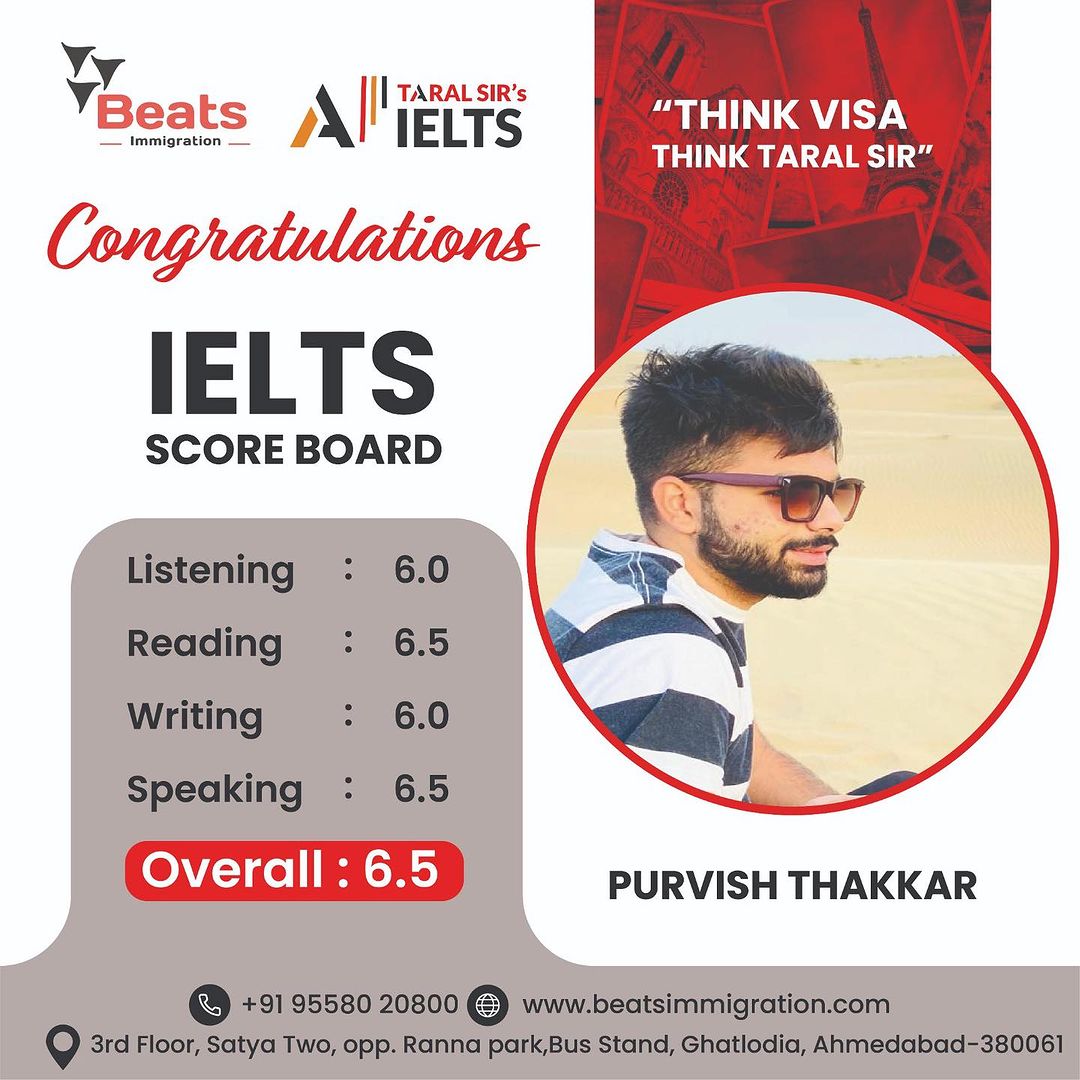 Beats
Immigration
A TARAL SIR's
IELTS
"THINK VISA
THINK TARAL SIR"
Congratulations
IELTS
SCORE BOARD
Listening : 6.0
Reading : 6.5
Writing : 6.0
Speaking : 6.5
Overall : 6.5
PURVISH THAKKAR
+91 95580 20800 www.beatsimmigration.com
3rd Floor, Satya Two, opp. Ranna park,Bus Stand, Ghatlodia, Ahmedabad-380061